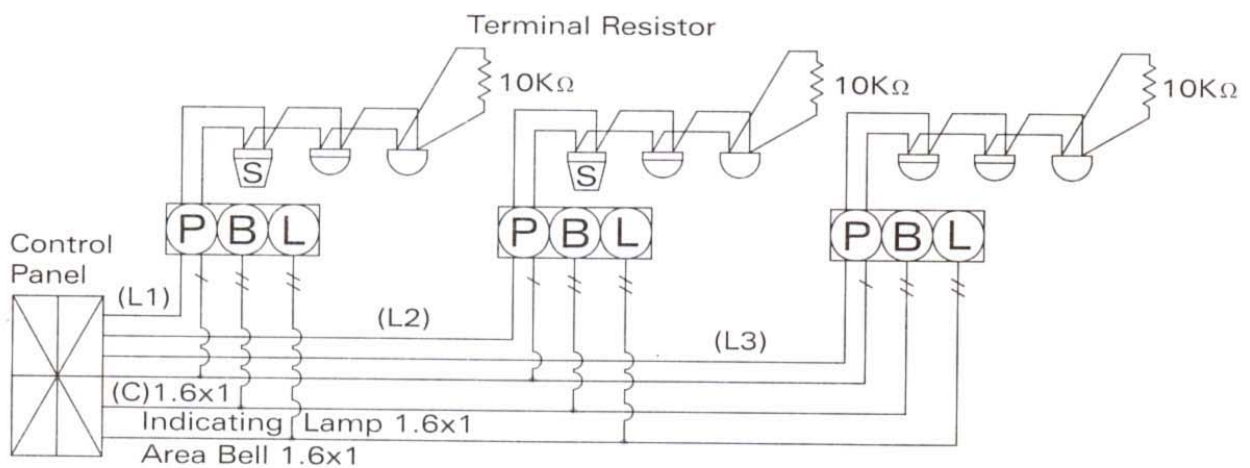 Terminal Resistor
10KΩ
10KΩ
10KΩ
S
S
P B L
P B L
P B L
Control
Panel
(L1)
(L2)
(L3)
(C)1.6x1
Indicating Lamp 1.6x1
Area Bell 1.6x1